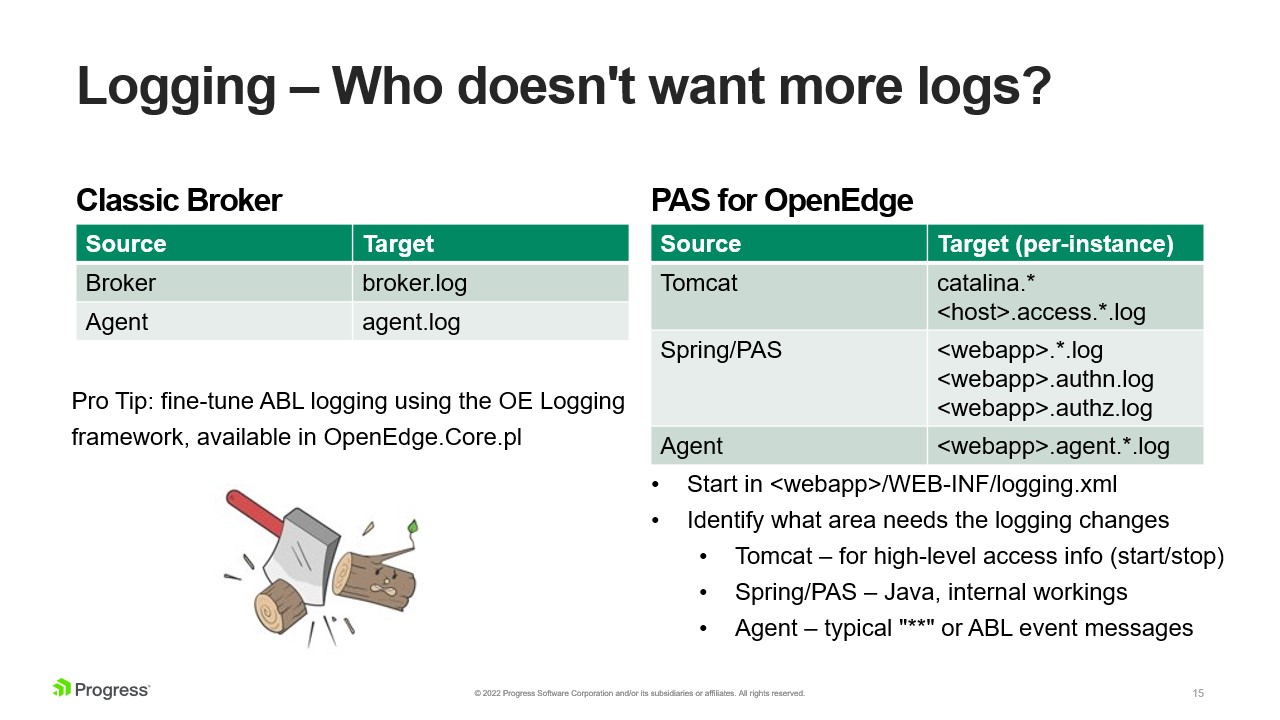 Logging – Who doesn't want more logs?
Classic Broker
Source Target
Broker broker.log
Agent agent.log
Pro Tip: fine-tune ABL logging using the OE Logging
framework, available in OpenEdge.Core.pl
PAS for OpenEdge
Source Target (per-instance)
Tomcat catalina.*
<host>.access.*.log
Spring/PAS <webapp>.*.log
<webapp>.authn.log
<webapp>.authz.log
Agent <webapp>.agent.*.log
• Start in <webapp>/WEB-INF/logging.xml
• Identify what area needs the logging changes
• Tomcat – for high-level access info (start/stop)
• Spring/PAS – Java, internal workings
• Agent – typical "**" or ABL event messages
Progress
© 2022 Progress Software Corporation and/or its subsidiaries or affiliates. All rights reserved.
15